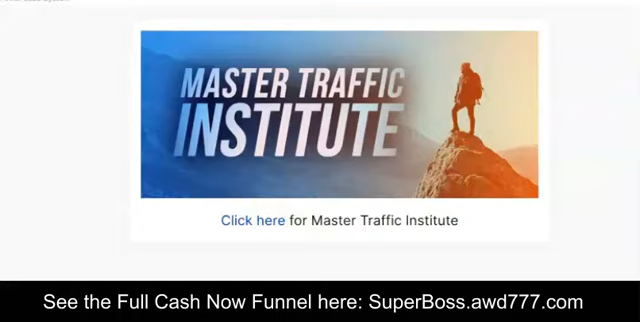 MASTER TRAFFIC
INSTITUTE
Click here for Master Traffic Institute
See the Full Cash Now Funnel here: SuperBoss.awd777.com